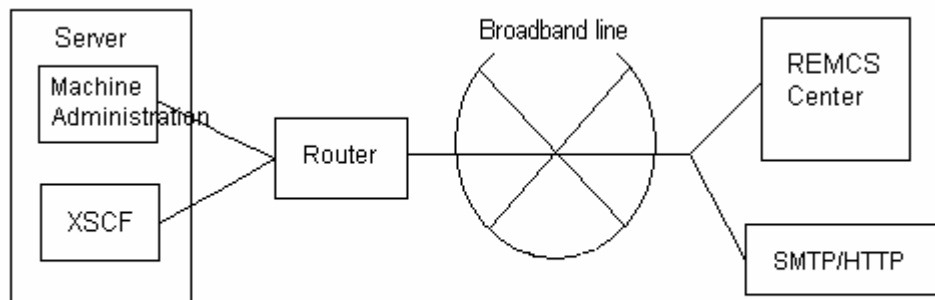 Server
Machine
Administration
XSCF
Router
Broadband line
REMCS
Center
SMTP/HTTP